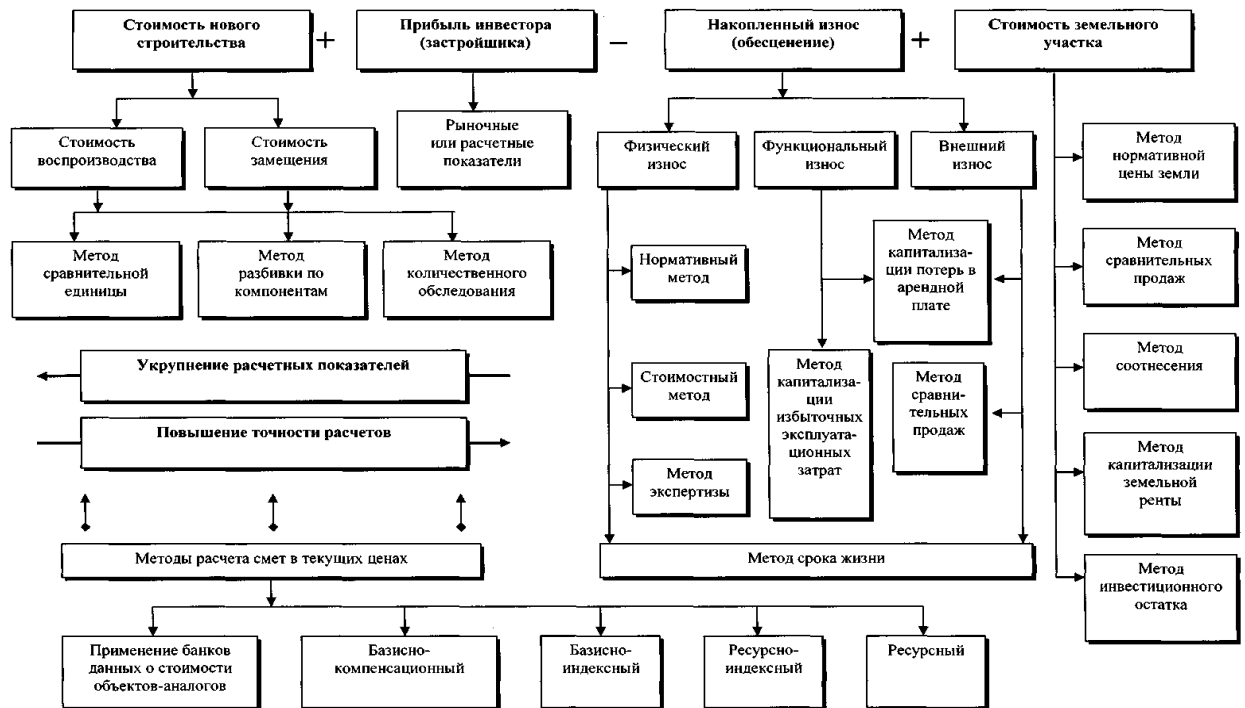 Стоимость нового
строительства
+
Прибыль инвестора
(застройшика)
−
Накопленный износ
(обесценение)
+
Стоимость земельного
участка
Стоимость
воспроизводства
Стоимость
замещения
Рыночные
или расчетные
показатели
Физический
износ
Функциональный
износ
Внешний
износ
Метод
нормативной
цены земли
Метод
сравнительной
единицы
Метод
разбивки по
компонентам
Метод
количественного
обследования
Нормативный
метод
Метод
капитализа-
ции потерь в
арендной
плате
Метод
сравнительных
продаж
Укрупнение расчетных показателей
Стоимостный
метод
Метод
капитализа-
ции
избыточных
эксплуата-
ционных
затрат
Метод
сравни-
тельных
продаж
Метод
соотнесения
Повышение точности расчетов
Метод
экспертизы
Метод
капитализации
земельной
ренты
Методы расчета смет в текущих ценах
Метод срока жизни
Метод
инвестиционного
остатка
Применение банков
данных о стоимости
объектов-аналогов
Базисно-
компенсационный
Базисно-
индексный
Ресурсно-
индексный
Ресурсный